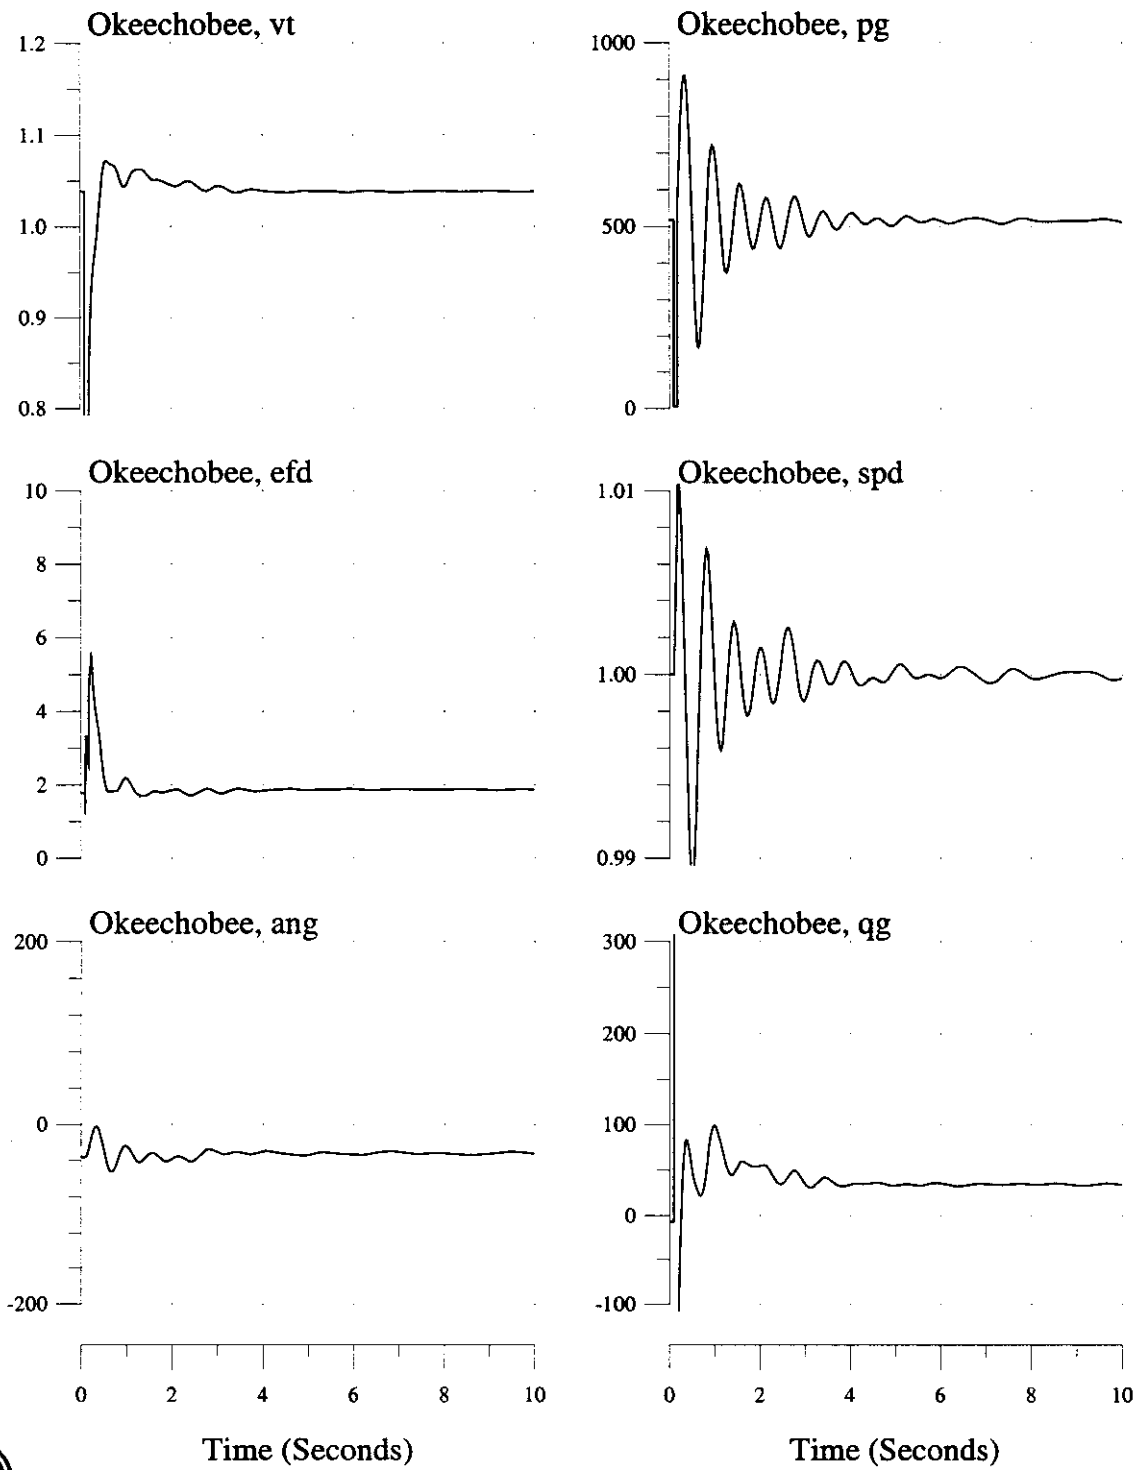 Okeechobee, vt
1.2
1.1
1.0
0.9
0.8
Okeechobee, pg
1000
500
0
Okeechobee, efd
10
8
6
4
2
0
Okeechobee, spd
1.01
1.00
0.99
Okeechobee, ang
200
0
-200
Okeechobee, qg
300
200
100
0
-100
0 2 4 6 8 10
Time (Seconds)
0 2 4 6 8 10
Time (Seconds)